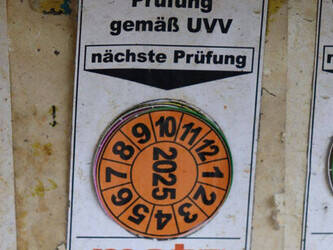 Prüfung
gemäß UVV
nächste Prüfung
1 2 3 4 5 6 7 8 9 10 11 12
2025